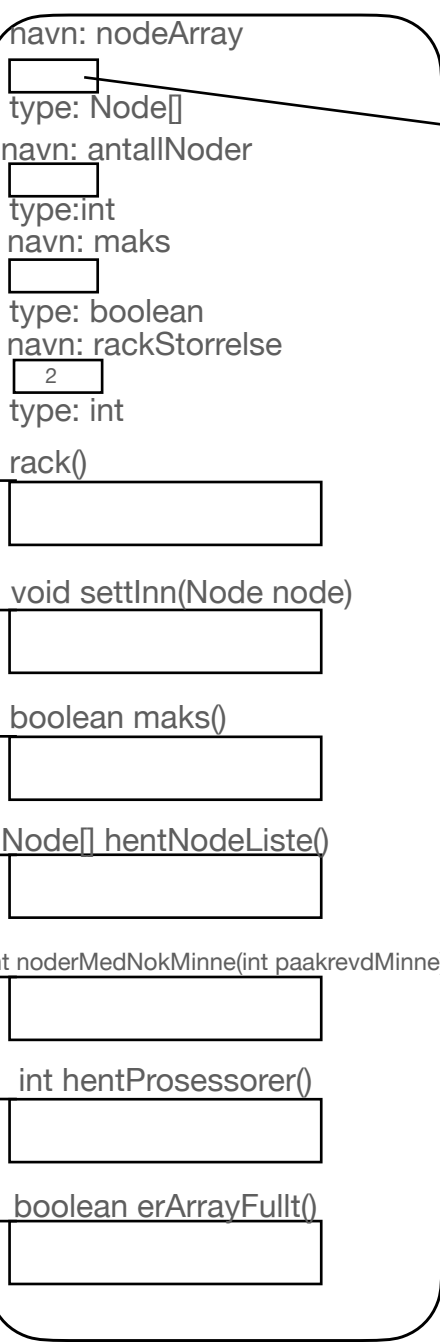 navn: nodeArray
type: Node[]
navn: antallNoder
type:int
navn: maks
type: boolean
navn: rackStorrelse
2
type: int
rack()
void settInn(Node node)
boolean maks()
Node[] hentNodeListe()
nt noderMedNokMinne(int paakrevdMinne
int hentProsessorer()
boolean erArrayFullt()